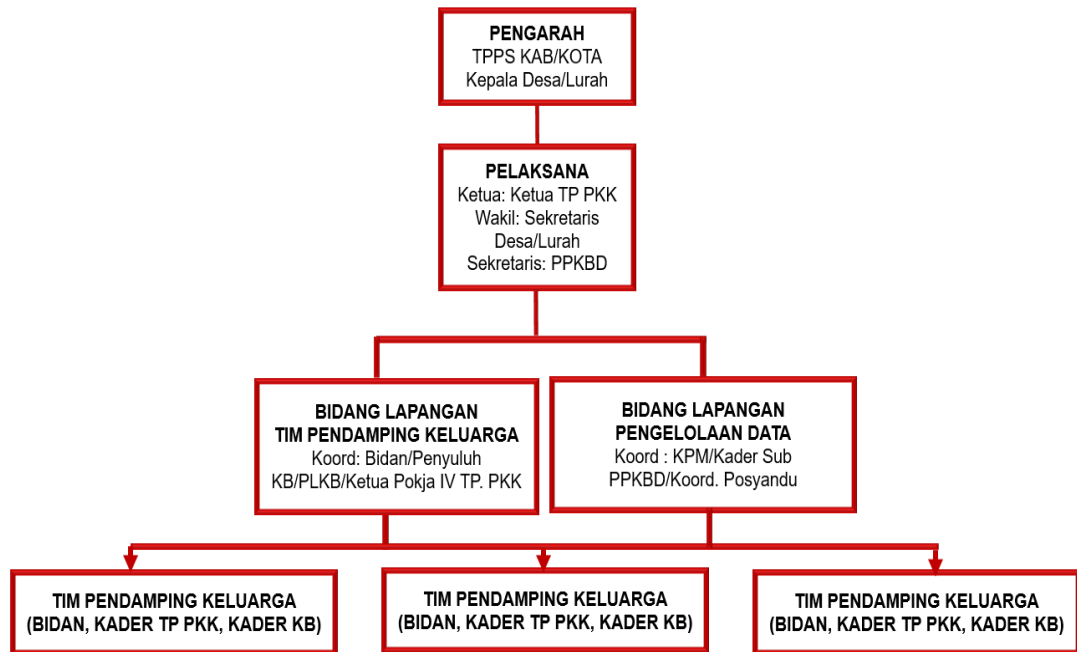 PENGARAH
TPPS KAB/KOTA
Kepala Desa/Lurah
PELAKSANA
Ketua: Ketua TP PKK
Wakil: Sekretaris
Desa/Lurah
Sekretaris: PPKBD
BIDANG LAPANGAN
TIM PENDAMPING KELUARGA
Koord: Bidan/Penyuluh
KB/PLKB/Ketua Pokja IV TP. PKK
BIDANG LAPANGAN
PENGELOLAAN DATA
Koord : KPM/Kader Sub
PPKBD/Koord. Posyandu
TIM PENDAMPING KELUARGA
(BIDAN, KADER TP PKK, KADER KB)
TIM PENDAMPING KELUARGA
(BIDAN, KADER TP PKK, KADER KB)
TIM PENDAMPING KELUARGA
(BIDAN, KADER TP PKK, KADER KB)